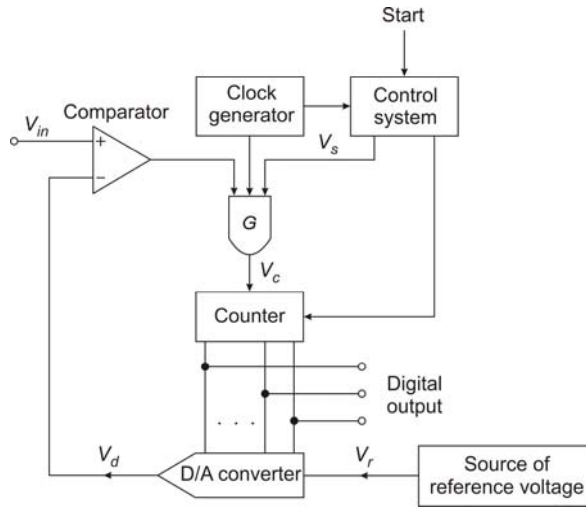 Start
Clock
generator
Control
system
Comparator
V_in
+
−
V_s
G
V_c
Counter
Digital
output
. . .
V_d
D/A converter
V_r
Source of
reference voltage